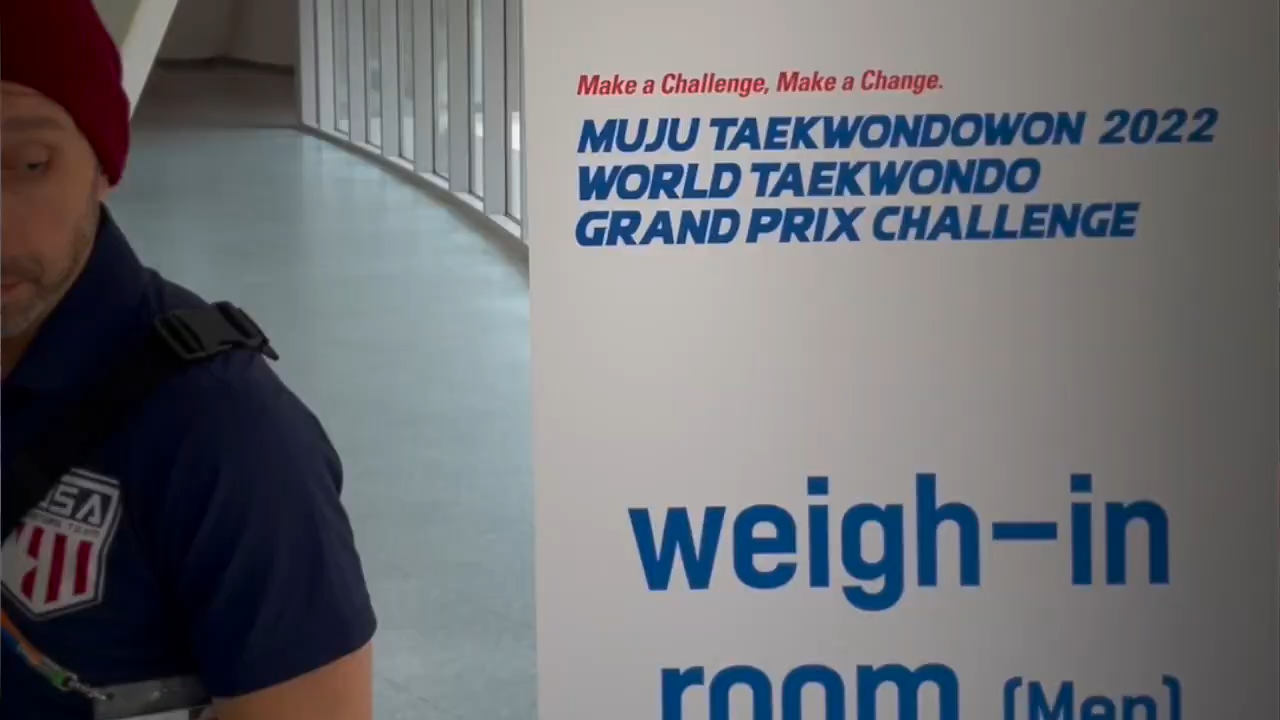 Make a Challenge, Make a Change.
MUJU TAEKWONDOWON 2022
WORLD TAEKWONDO
GRAND PRIX CHALLENGE
weigh-in
room (Men)
USA